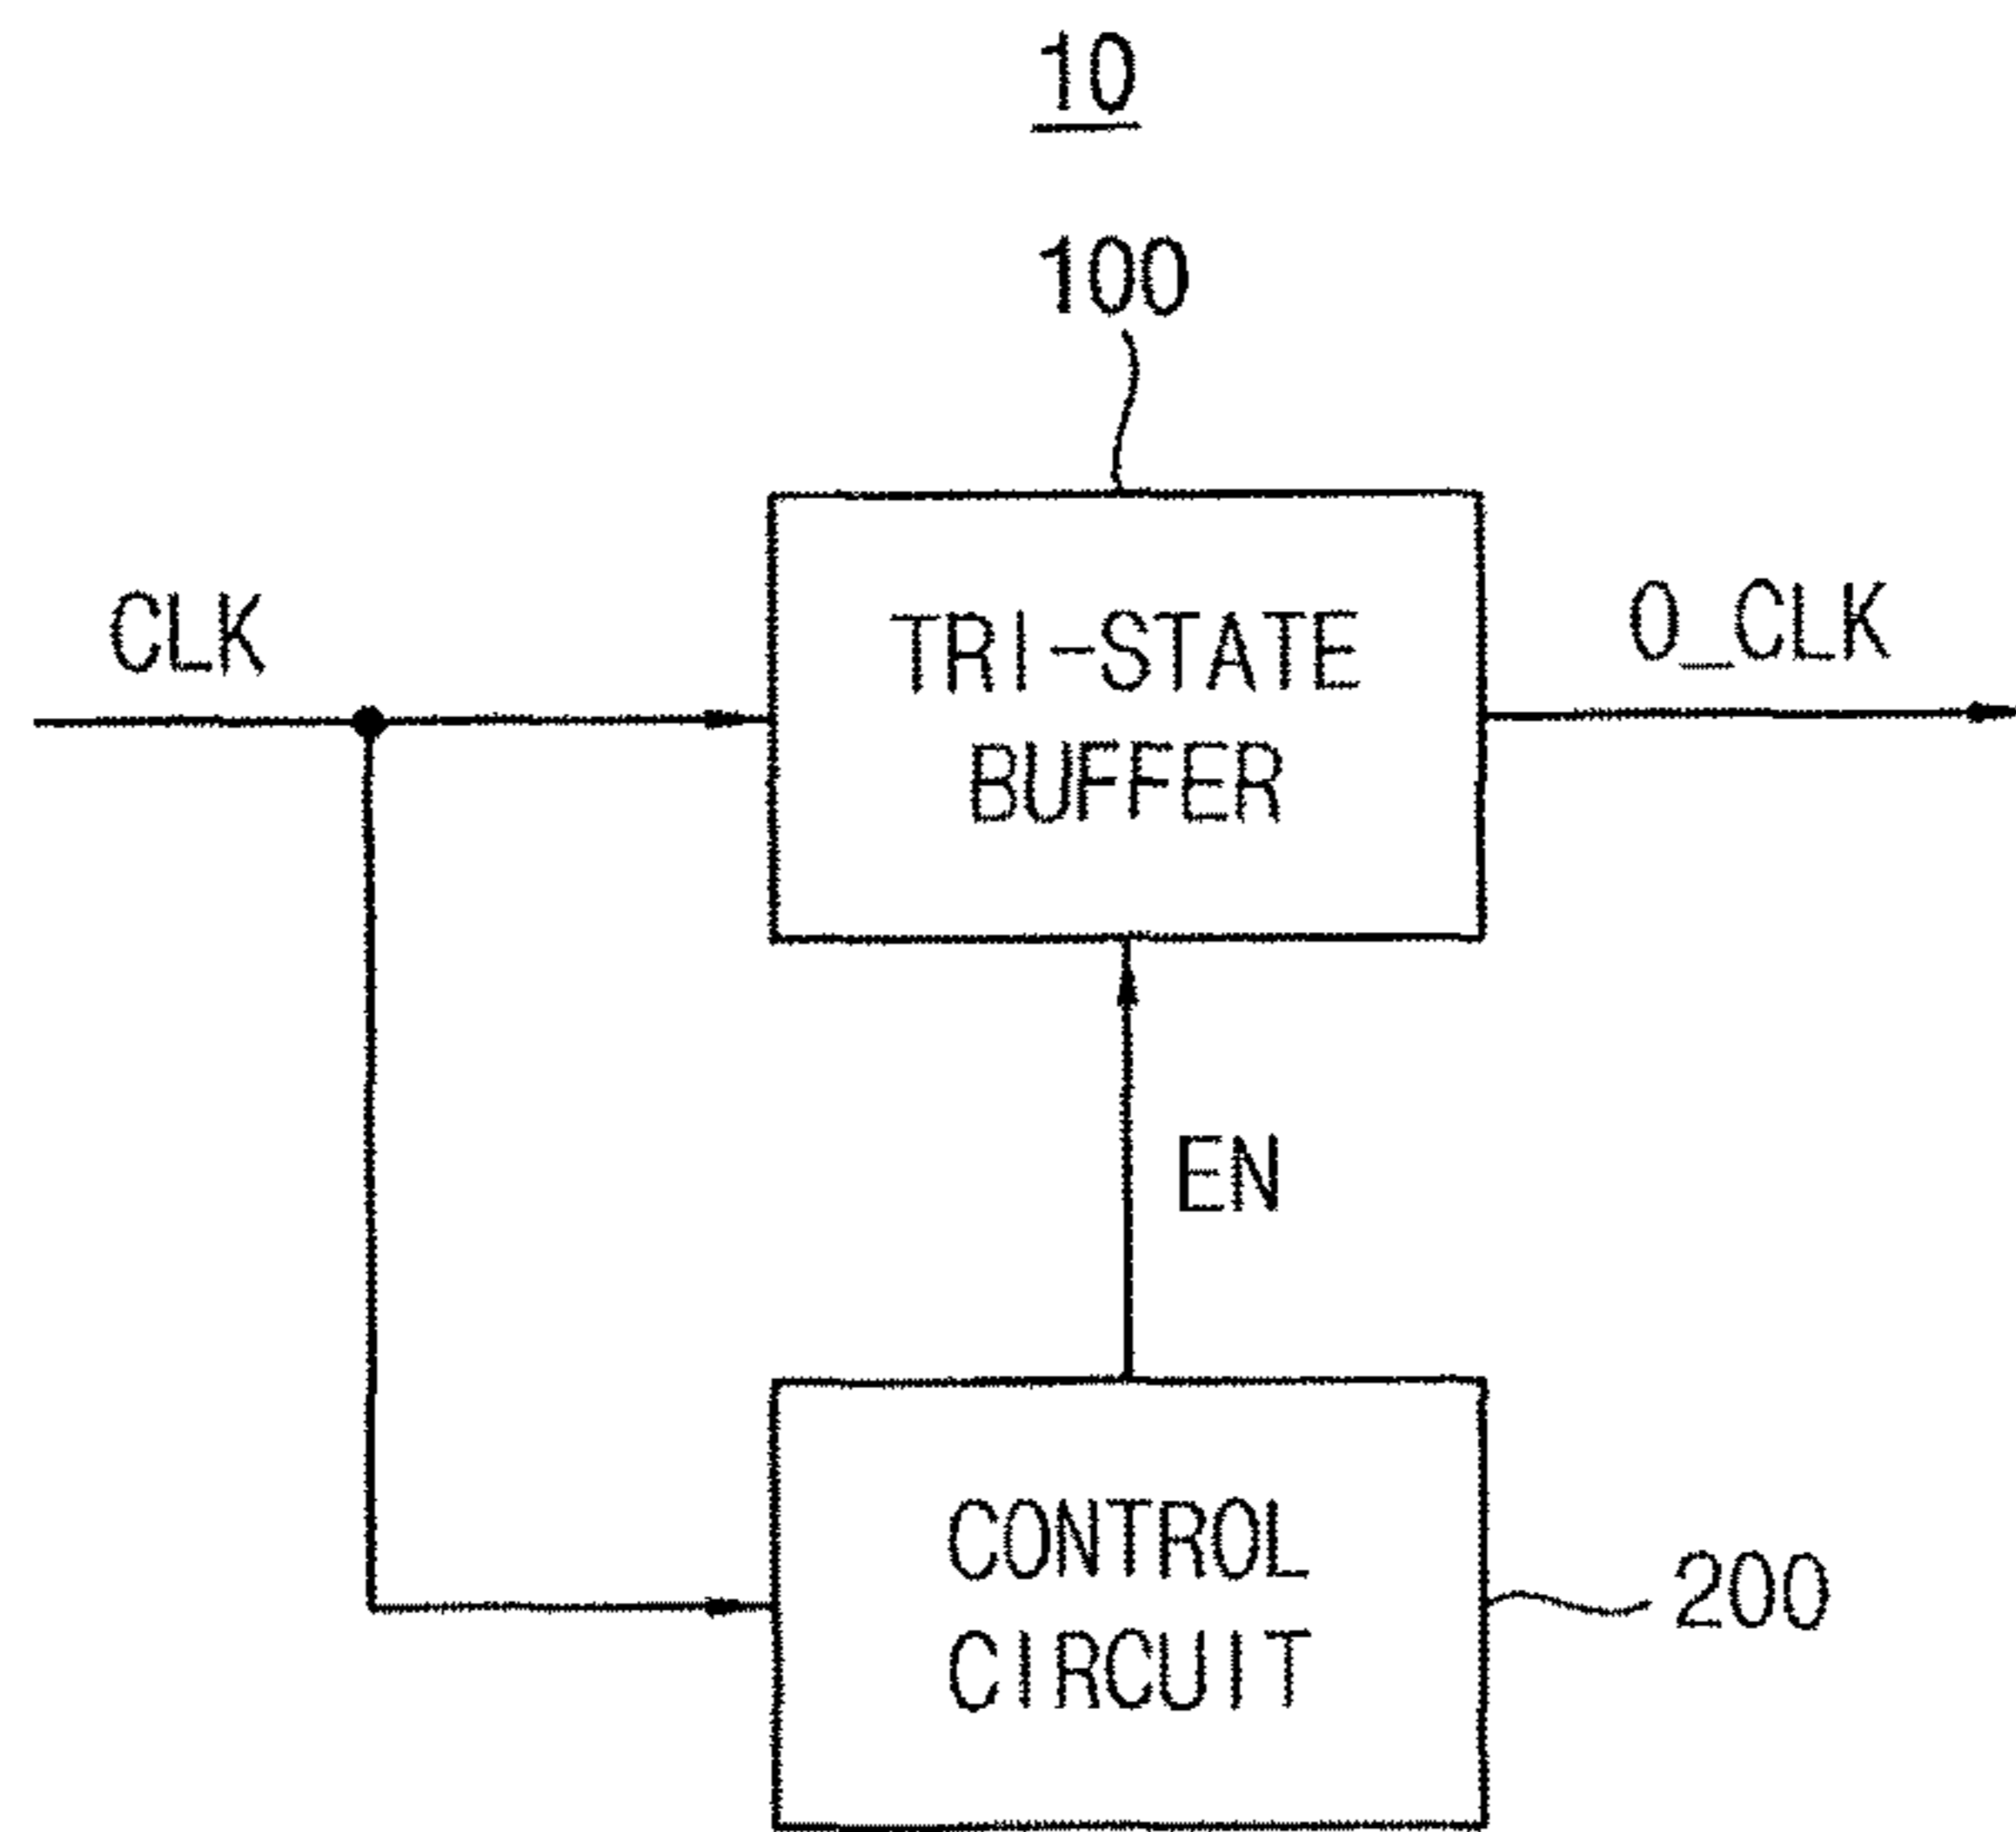 10
100
CLK
TRI-STATE
BUFFER
O_CLK
EN
CONTROL
CIRCUIT
200